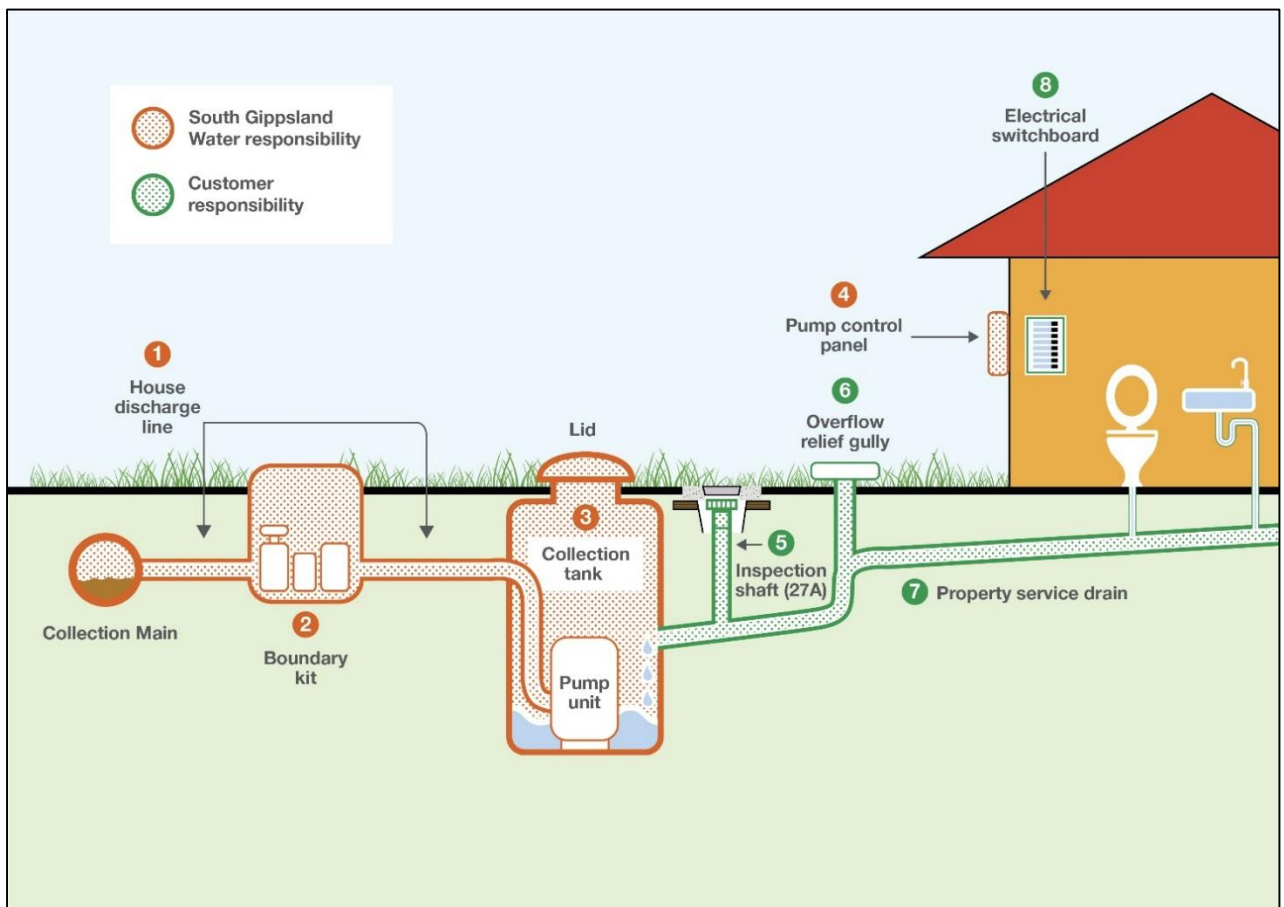 South Gippsland
Water responsibility
Customer
responsibility
8
Electrical
switchboard
4
Pump control
panel
1
House
discharge
line
6
Overflow
relief gully
Lid
3
Collection
tank
5
Inspection
shaft (27A)
7 Property service drain
Collection Main
2
Boundary
kit
Pump
unit